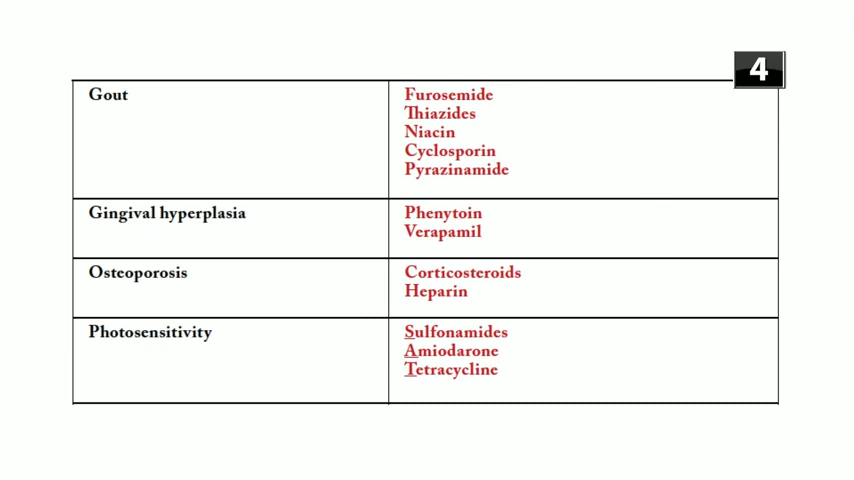 4
Gout
Furosemide
Thiazides
Niacin
Cyclosporin
Pyrazinamide
Gingival hyperplasia
Phenytoin
Verapamil
Osteoporosis
Corticosteroids
Heparin
Photosensitivity
Sulfonamides
Amiodarone
Tetracycline